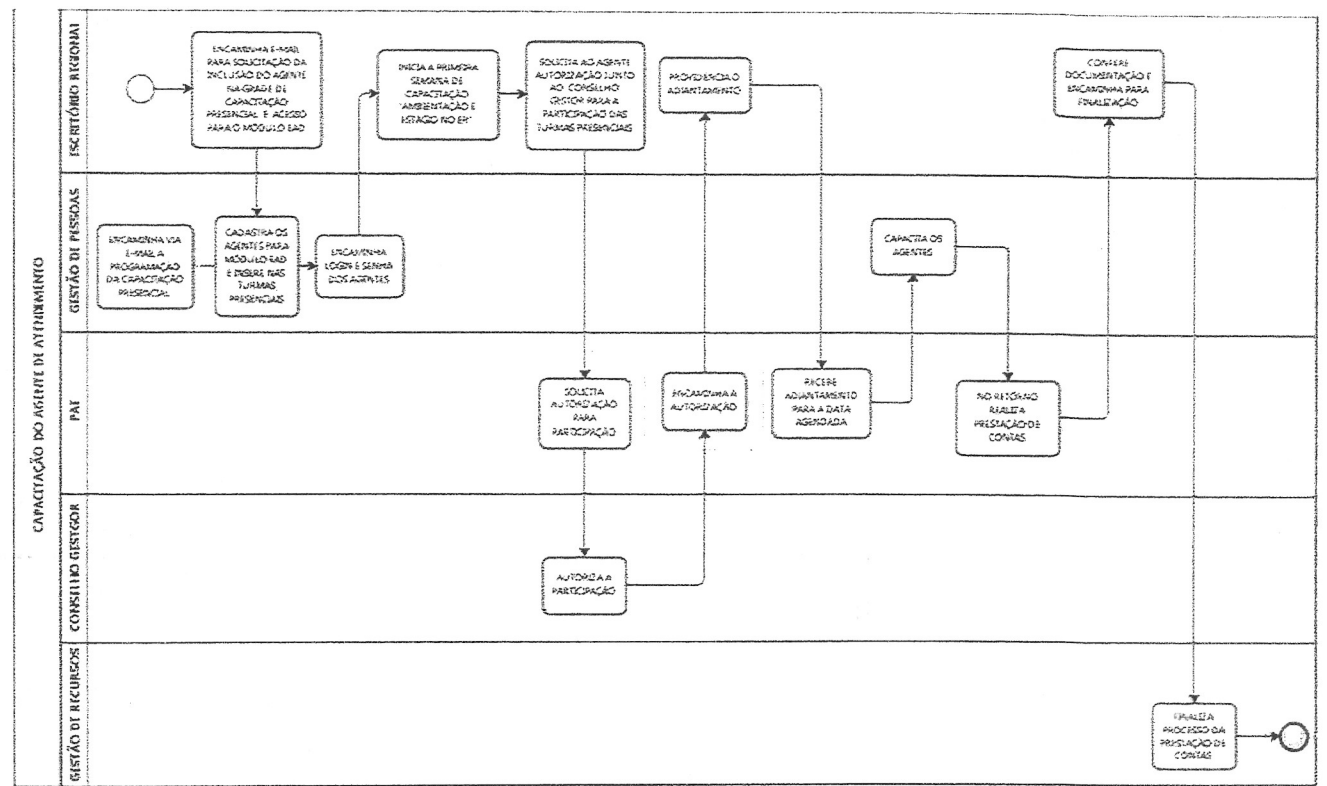 CAPACITAÇÃO DO AGENTE DE ATENDIMENTO
ESCRITÓRIO REGIONAL
ENCAMINHA E-MAIL
PARA SOLICITAÇÃO DA
INCLUSÃO DO AGENTE
NA GRADE DE
CAPACITAÇÃO
PRESENCIAL E ACESSO
PARA O MÓDULO EAD
INICIA A PRIMEIRA
SEMANA DE
CAPACITAÇÃO
"AMBIENTAÇÃO E
ESTÁGIO NO ER"
SOLICITA AO AGENTE
AUTORIZAÇÃO JUNTO
AO CONSELHO
GESTOR PARA A
PARTICIPAÇÃO DAS
TURMAS PRESENCIAIS
PROVIDENCIA O
ADIANTAMENTO
CONFERE
DOCUMENTAÇÃO E
ENCAMINHA PARA
FINALIZAÇÃO
GESTÃO DE PESSOAS
ENCAMINHA VIA
E-MAIL A
PROGRAMAÇÃO
DA CAPACITAÇÃO
PRESENCIAL
CADASTRA OS
AGENTES PARA
MÓDULO EAD
E INSERE NAS
TURMAS
PRESENCIAIS
ENCAMINHA
LOGIN E SENHA
DOS AGENTES
CAPACITA OS
AGENTES
PAE
SOLICITA
AUTORIZAÇÃO
PARA
PARTICIPAÇÃO
ENCAMINHA A
AUTORIZAÇÃO
RECEBE
ADIANTAMENTO
PARA A DATA
AGENDADA
NO RETORNO
REALIZA
PRESTAÇÃO DE
CONTAS
CONSELHO GESTGOR
AUTORIZA A
PARTICIPAÇÃO
GESTÃO DE RECURSOS
FINALIZA
PROCESSO DA
PRESTAÇÃO DE
CONTAS